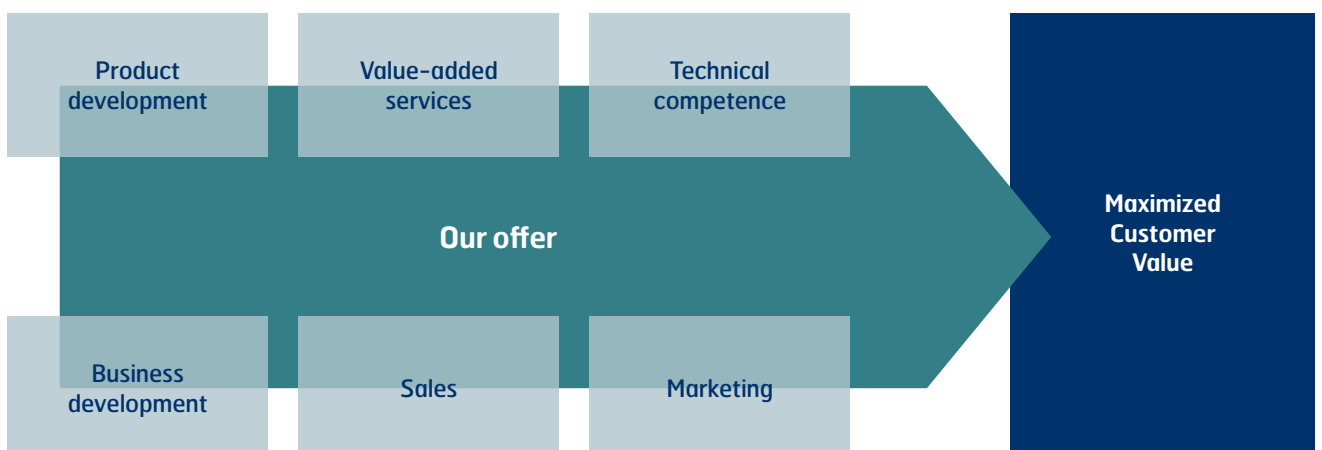 Product
development
Value-added
services
Technical
competence
Our offer
Maximized
Customer
Value
Business
development
Sales
Marketing